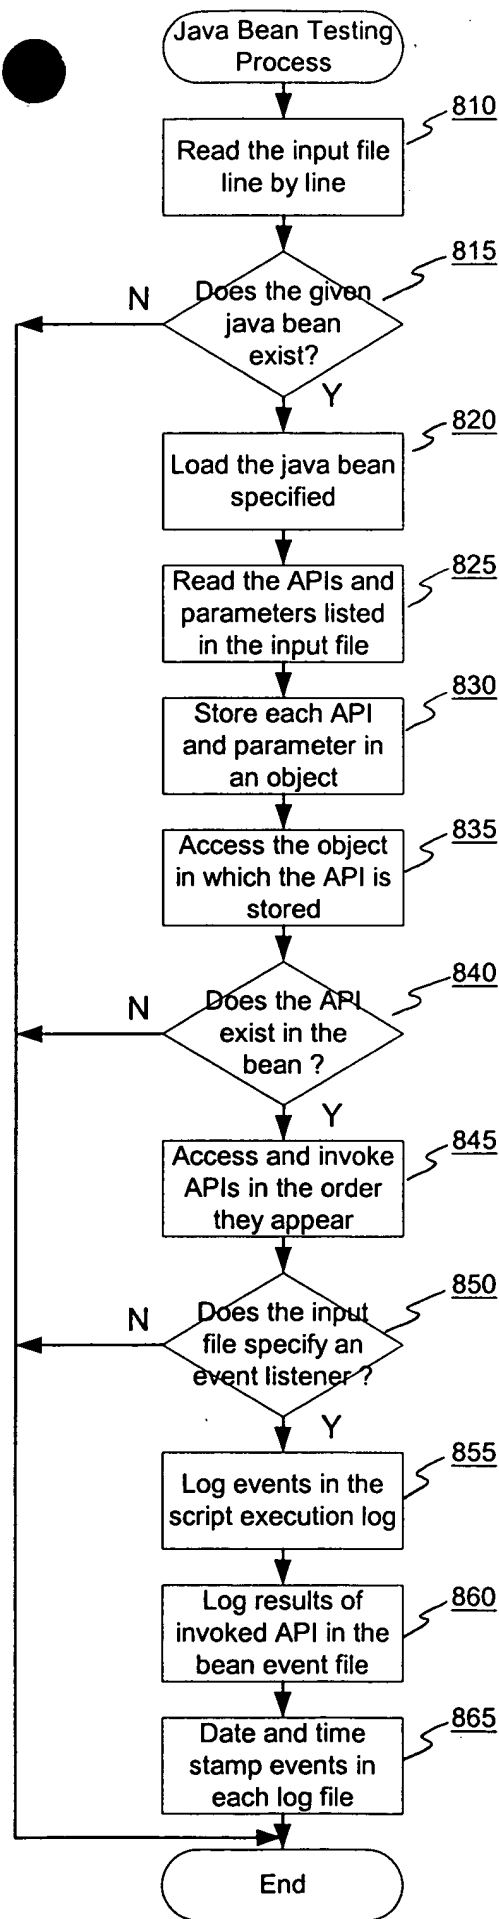 Java Bean Testing
Process
810
Read the input file
line by line
815
Does the given
java bean
exist?
N
Y
820
Load the java bean
specified
825
Read the APIs and
parameters listed
in the input file
830
Store each API
and parameter in
an object
835
Access the object
in which the API is
stored
840
Does the API
exist in the
bean ?
N
Y
845
Access and invoke
APIs in the order
they appear
850
Does the input
file specify an
event listener ?
N
Y
855
Log events in the
script execution log
860
Log results of
invoked API in the
bean event file
865
Date and time
stamp events in
each log file
End